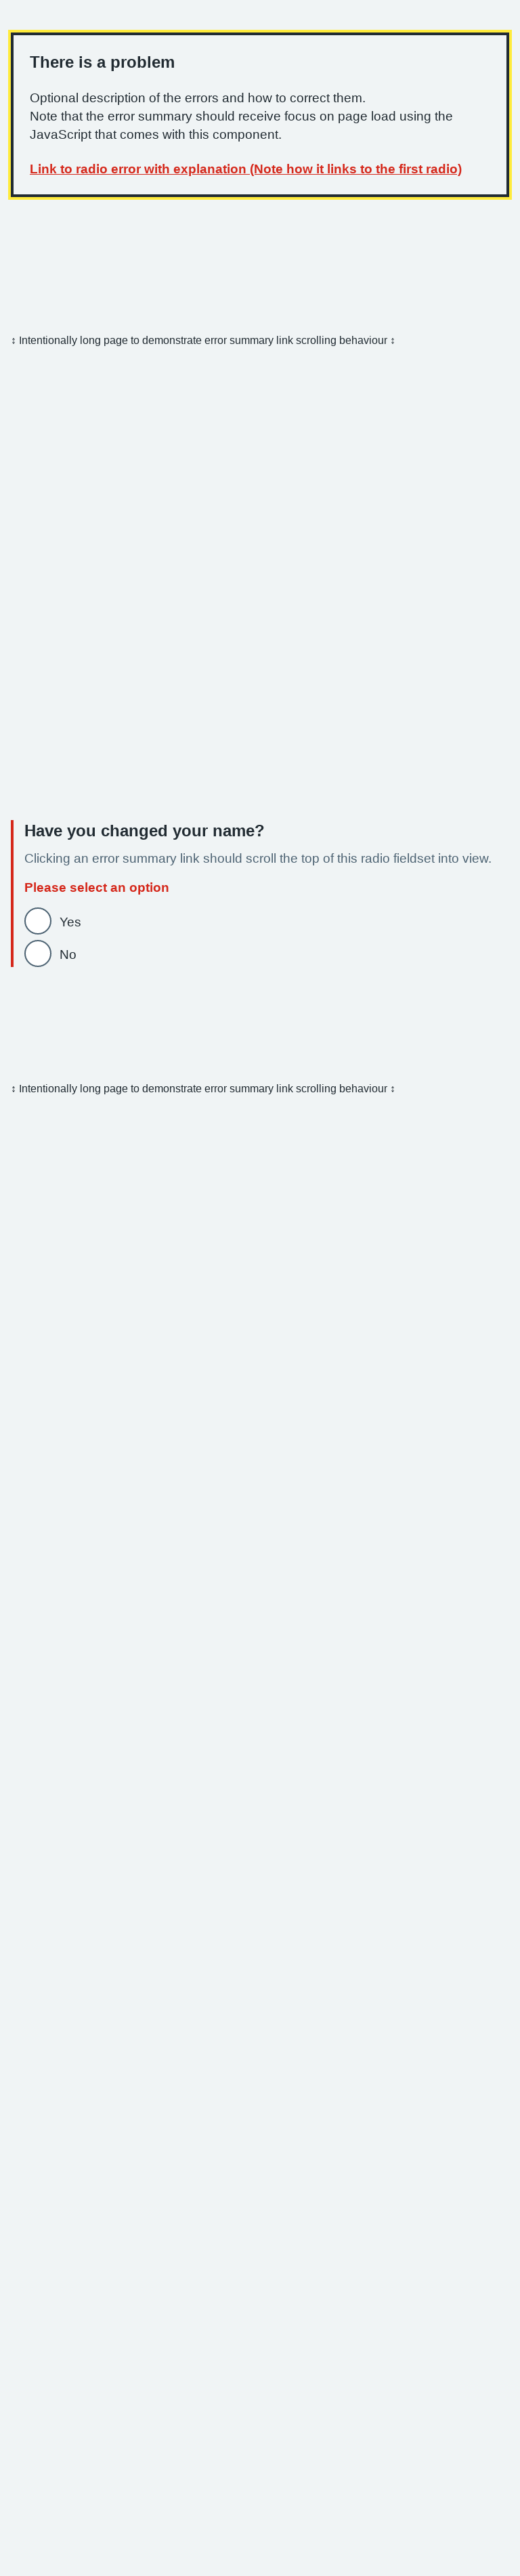 There is a problem
Optional description of the errors and how to correct them.
Note that the error summary should receive focus on page load using the
JavaScript that comes with this component.
Link to radio error with explanation (Note how it links to the first radio)
↕ Intentionally long page to demonstrate error summary link scrolling behaviour ↕
Have you changed your name?
Clicking an error summary link should scroll the top of this radio fieldset into view.
Please select an option
Yes
No
↕ Intentionally long page to demonstrate error summary link scrolling behaviour ↕